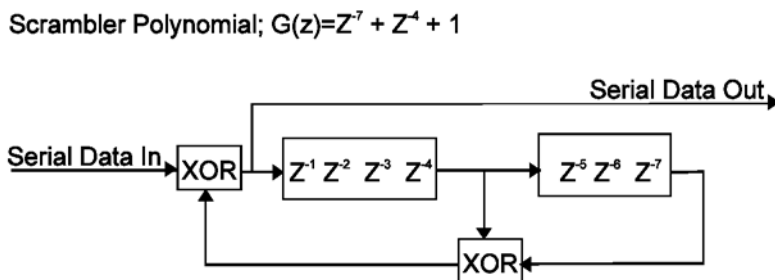 Scrambler Polynomial; G(z)=Z⁻⁷ + Z⁻⁴ + 1
Serial Data Out
Serial Data In
XOR
Z⁻¹ Z⁻² Z⁻³ Z⁻⁴
Z⁻⁵ Z⁻⁶ Z⁻⁷
XOR